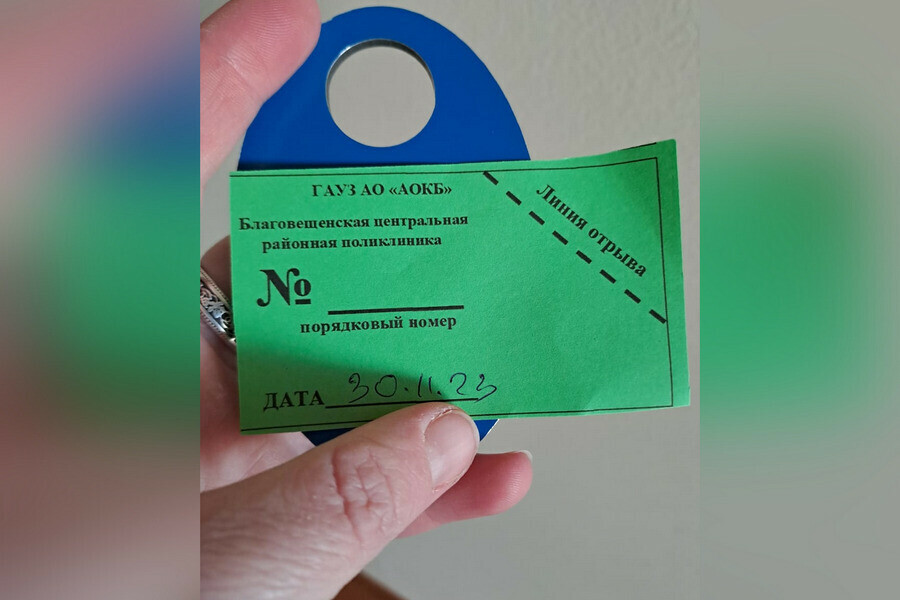 ГАУЗ АО «АОКБ»
Благовещенская центральная
районная поликлиника
№
порядковый номер
ДАТА 30.11.23
Линия отрыва